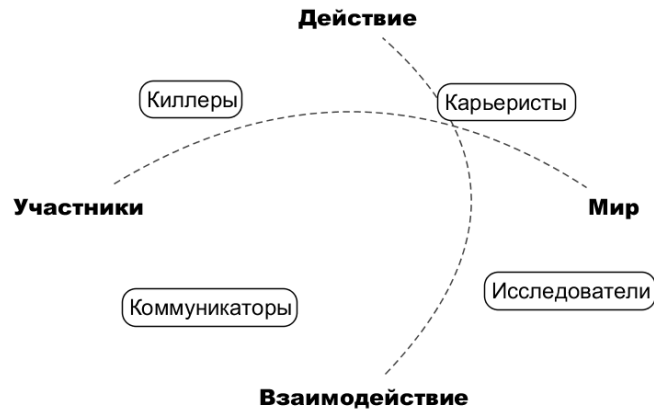 Действие
Киллеры
Карьеристы
Участники
Мир
Коммуникаторы
Исследователи
Взаимодействие